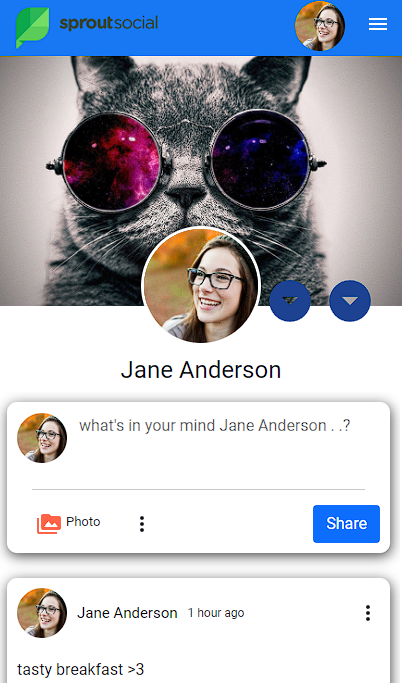 sproutsocial
Jane Anderson
what's in your mind Jane Anderson . .?
Photo
Share
Jane Anderson 1 hour ago
tasty breakfast >3